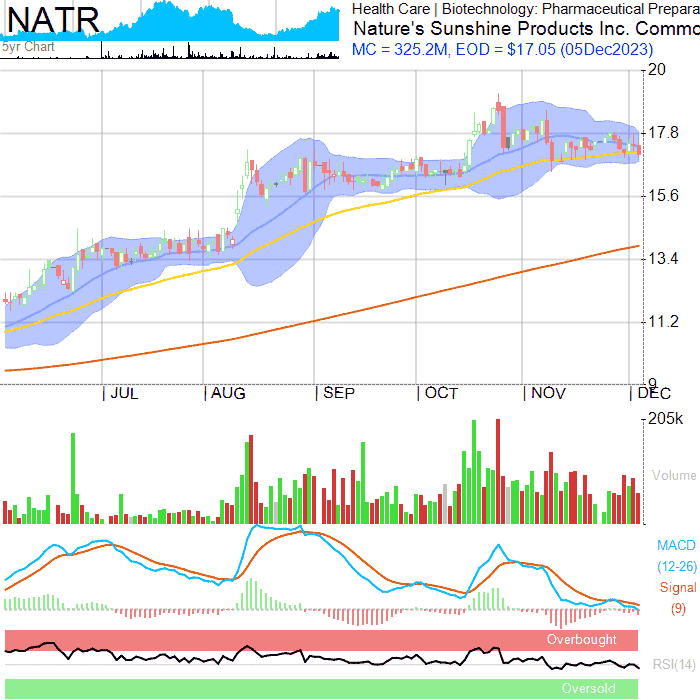 NATR
5yr Chart
Health Care | Biotechnology: Pharmaceutical Prepara
Nature's Sunshine Products Inc. Commo
MC = 325.2M, EOD = $17.05 (05Dec2023)
20
17.8
15.6
13.4
11.2
9
JUL
AUG
SEP
OCT
NOV
DEC
205k
Volume
MACD
(12-26)
Signal
(9)
Overbought
RSI(14)
Oversold